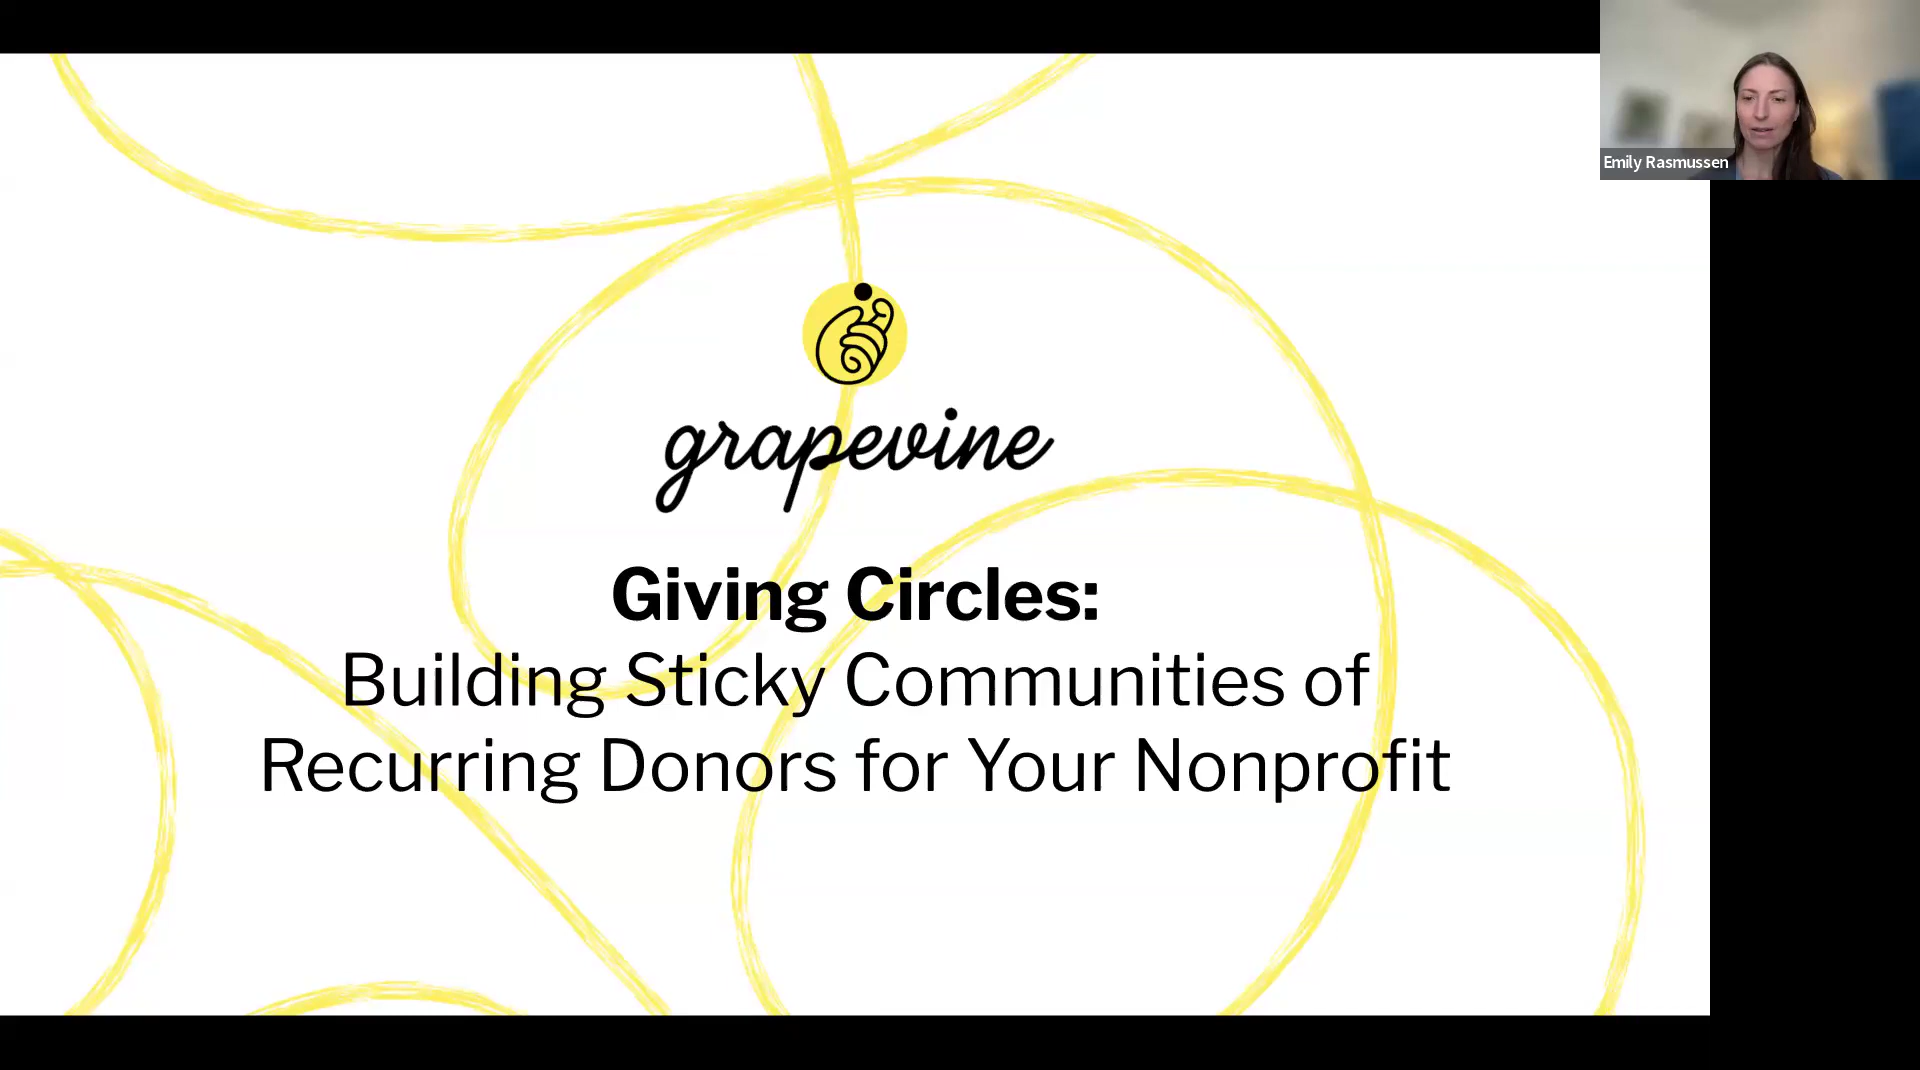 Emily Rasmussen
grapevine
Giving Circles:
Building Sticky Communities of
Recurring Donors for Your Nonprofit